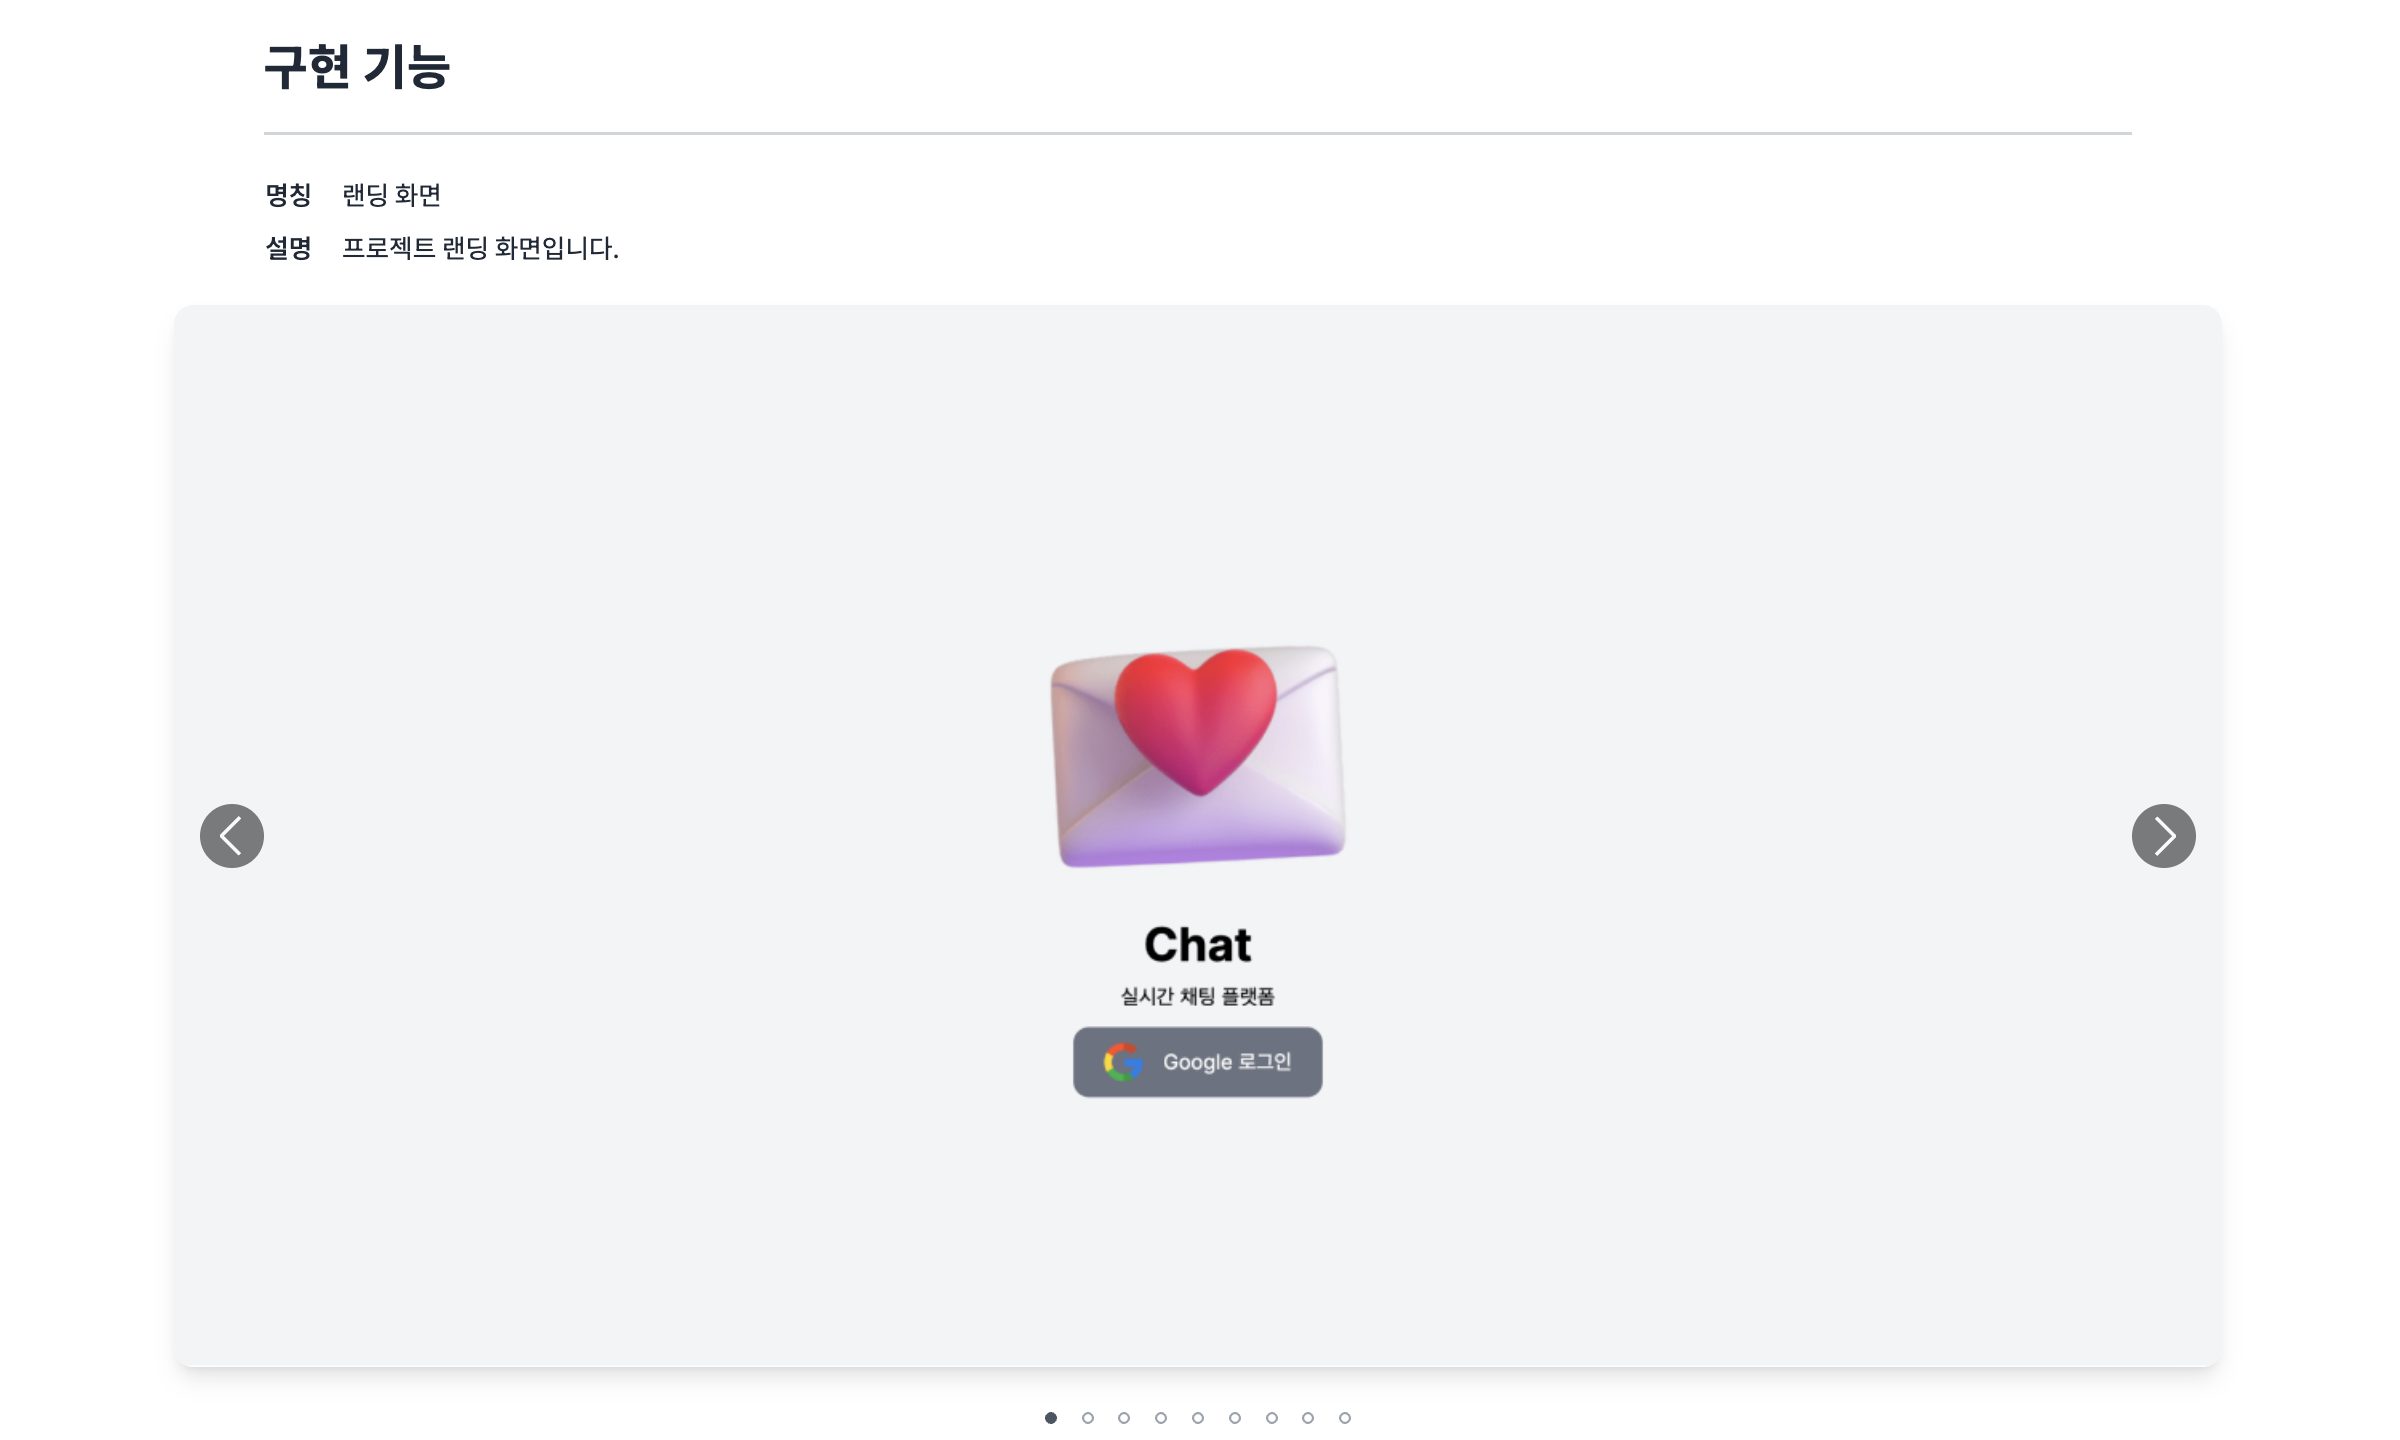 구현 기능
명칭 랜딩 화면
설명 프로젝트 랜딩 화면입니다.
Chat
실시간 채팅 플랫폼
Google 로그인